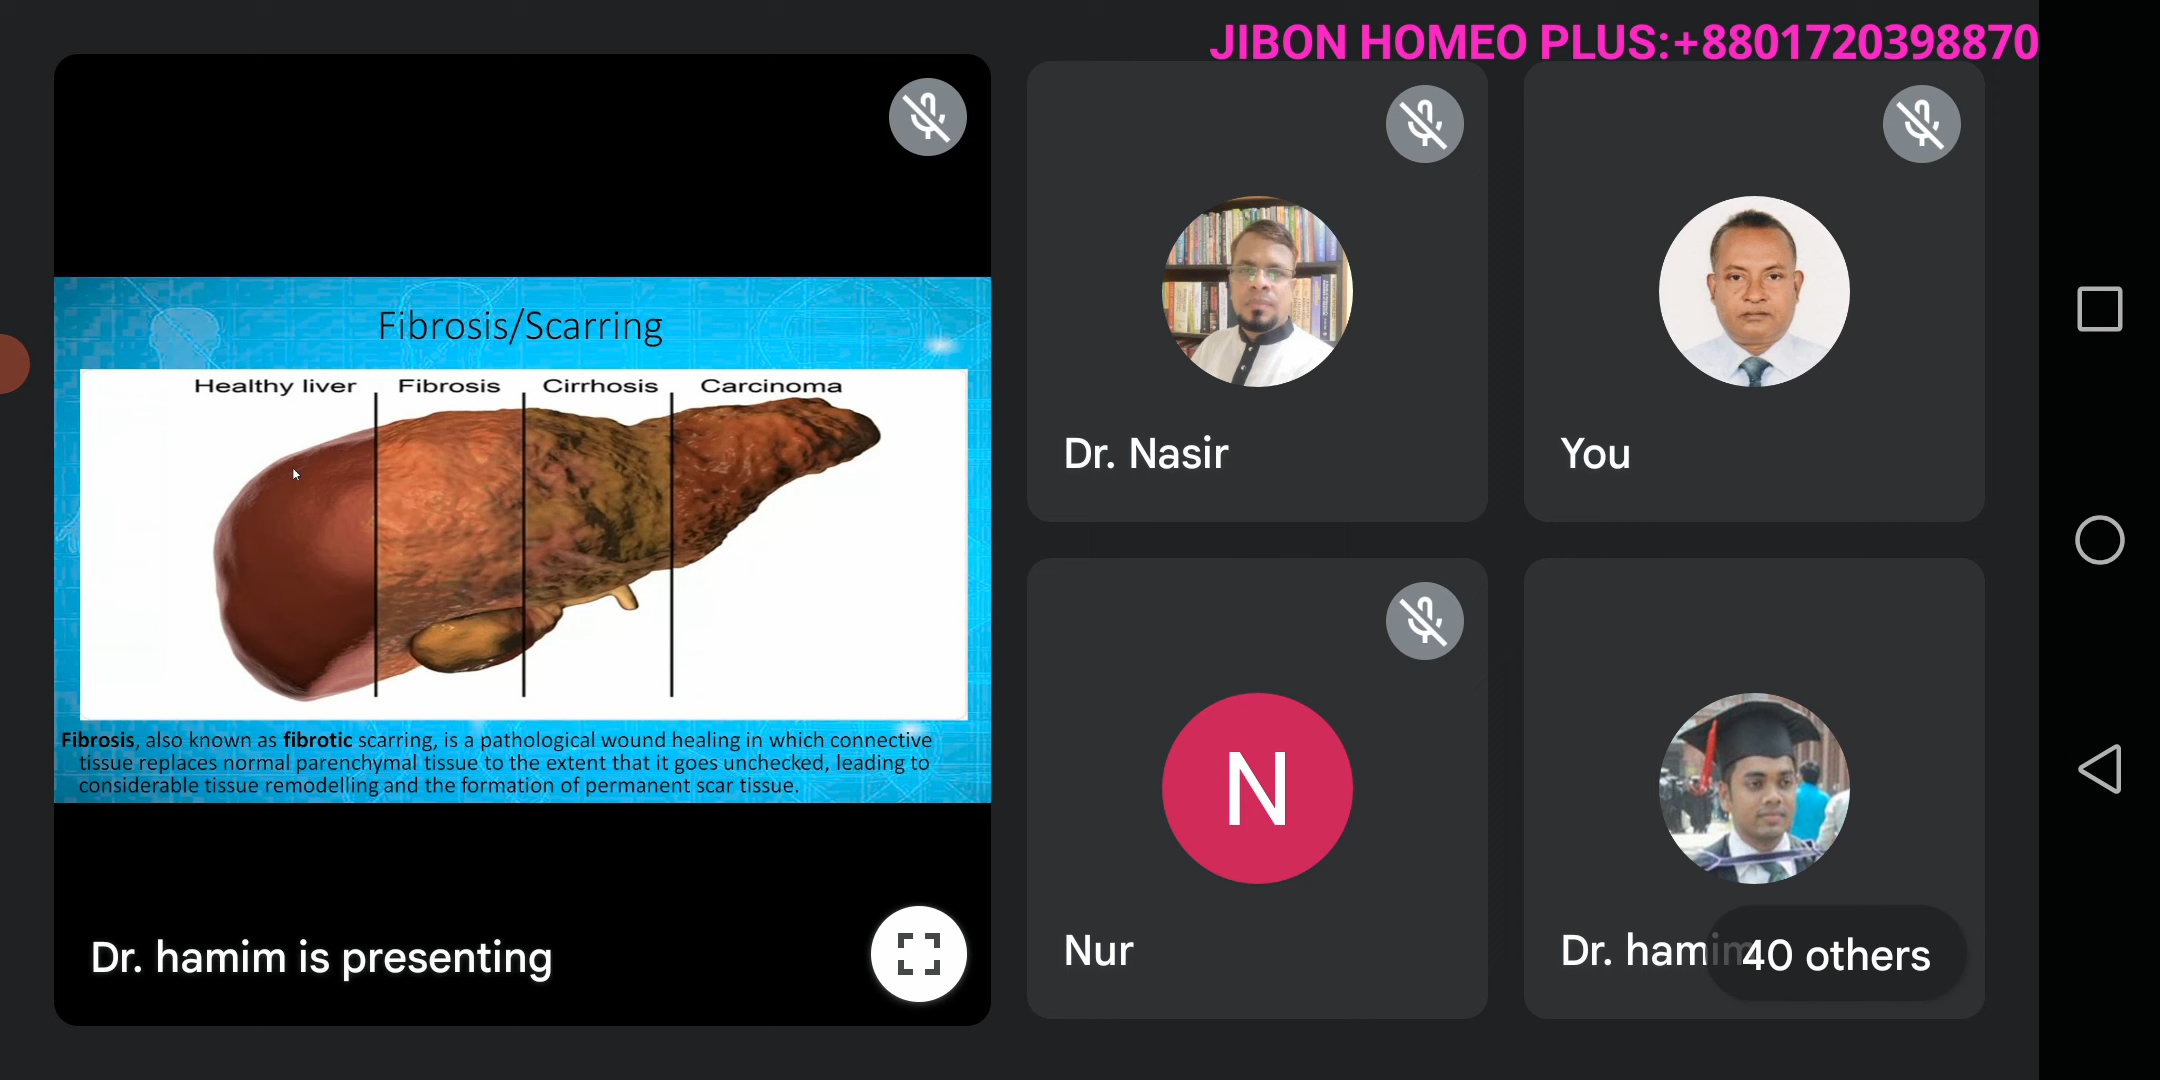 JIBON HOMEO PLUS:+8801720398870
Fibrosis/Scarring
Healthy liver Fibrosis Cirrhosis Carcinoma
Fibrosis, also known as fibrotic scarring, is a pathological wound healing in which connective
tissue replaces normal parenchymal tissue to the extent that it goes unchecked, leading to
considerable tissue remodelling and the formation of permanent scar tissue.
Dr. hamim is presenting
Dr. Nasir
You
N
Nur
Dr. hamim
40 others